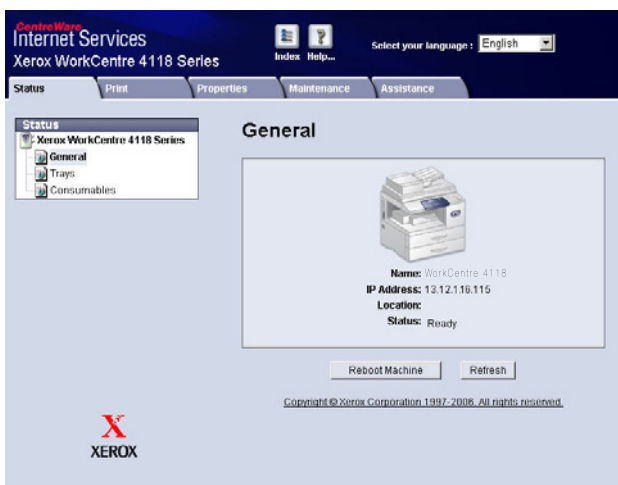 CentreWare
Internet Services
Xerox WorkCentre 4118 Series
Index Help...
Select your language : English
Status Print Properties Maintenance Assistance
Status
Xerox WorkCentre 4118 Series
General
Trays
Consumables
General
Name: WorkCentre 4118
IP Address: 13.12.116.115
Location:
Status: Ready
Reboot Machine Refresh
Copyright © Xerox Corporation 1997-2006. All rights reserved.
X
XEROX